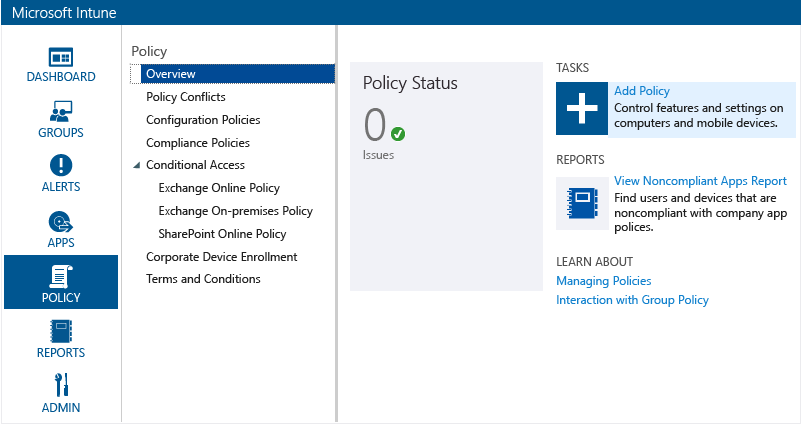 Microsoft Intune
DASHBOARD
GROUPS
ALERTS
APPS
POLICY
REPORTS
ADMIN
Policy
Overview
Policy Conflicts
Configuration Policies
Compliance Policies
Conditional Access
Exchange Online Policy
Exchange On-premises Policy
SharePoint Online Policy
Corporate Device Enrollment
Terms and Conditions
Policy Status
0
Issues
TASKS
Add Policy
Control features and settings on
computers and mobile devices.
REPORTS
View Noncompliant Apps Report
Find users and devices that are
noncompliant with company app
polices.
LEARN ABOUT
Managing Policies
Interaction with Group Policy